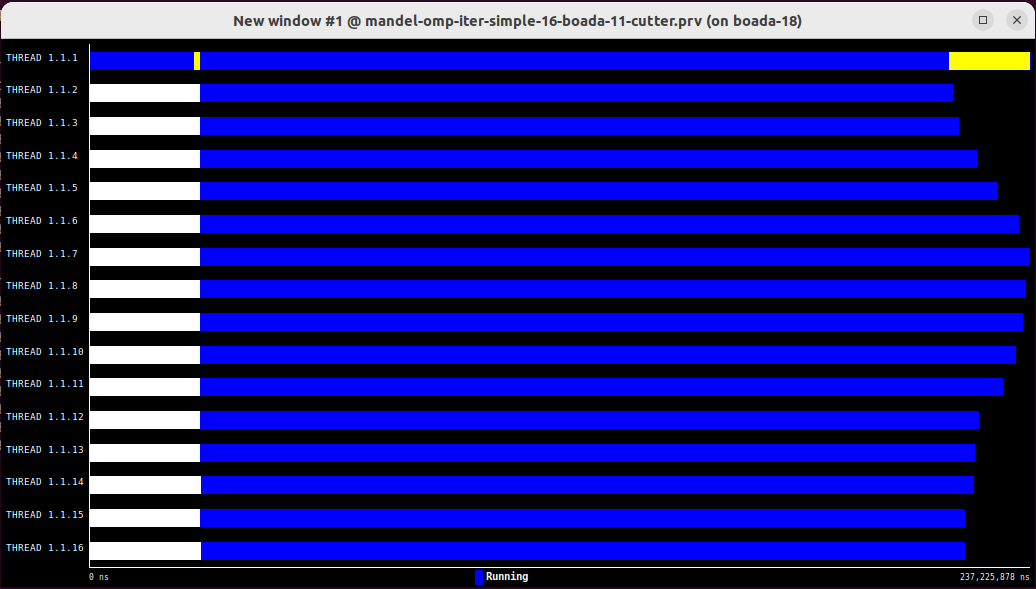 New window #1 @ mandel-omp-iter-simple-16-boada-11-cutter.prv (on boada-18)
THREAD 1.1.1
THREAD 1.1.2
THREAD 1.1.3
THREAD 1.1.4
THREAD 1.1.5
THREAD 1.1.6
THREAD 1.1.7
THREAD 1.1.8
THREAD 1.1.9
THREAD 1.1.10
THREAD 1.1.11
THREAD 1.1.12
THREAD 1.1.13
THREAD 1.1.14
THREAD 1.1.15
THREAD 1.1.16
0 ns
Running
237,225,878 ns